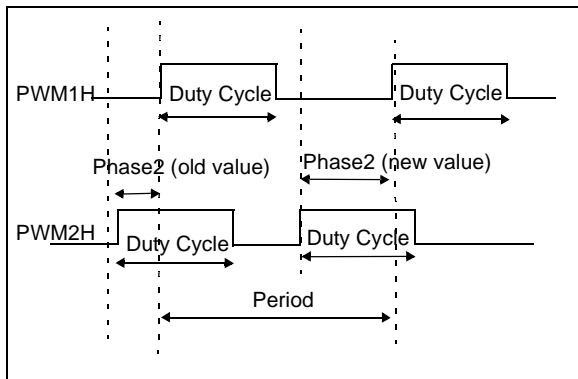 PWM1H
Duty Cycle
Duty Cycle
Phase2 (old value)
Phase2 (new value)
PWM2H
Duty Cycle
Duty Cycle
Period